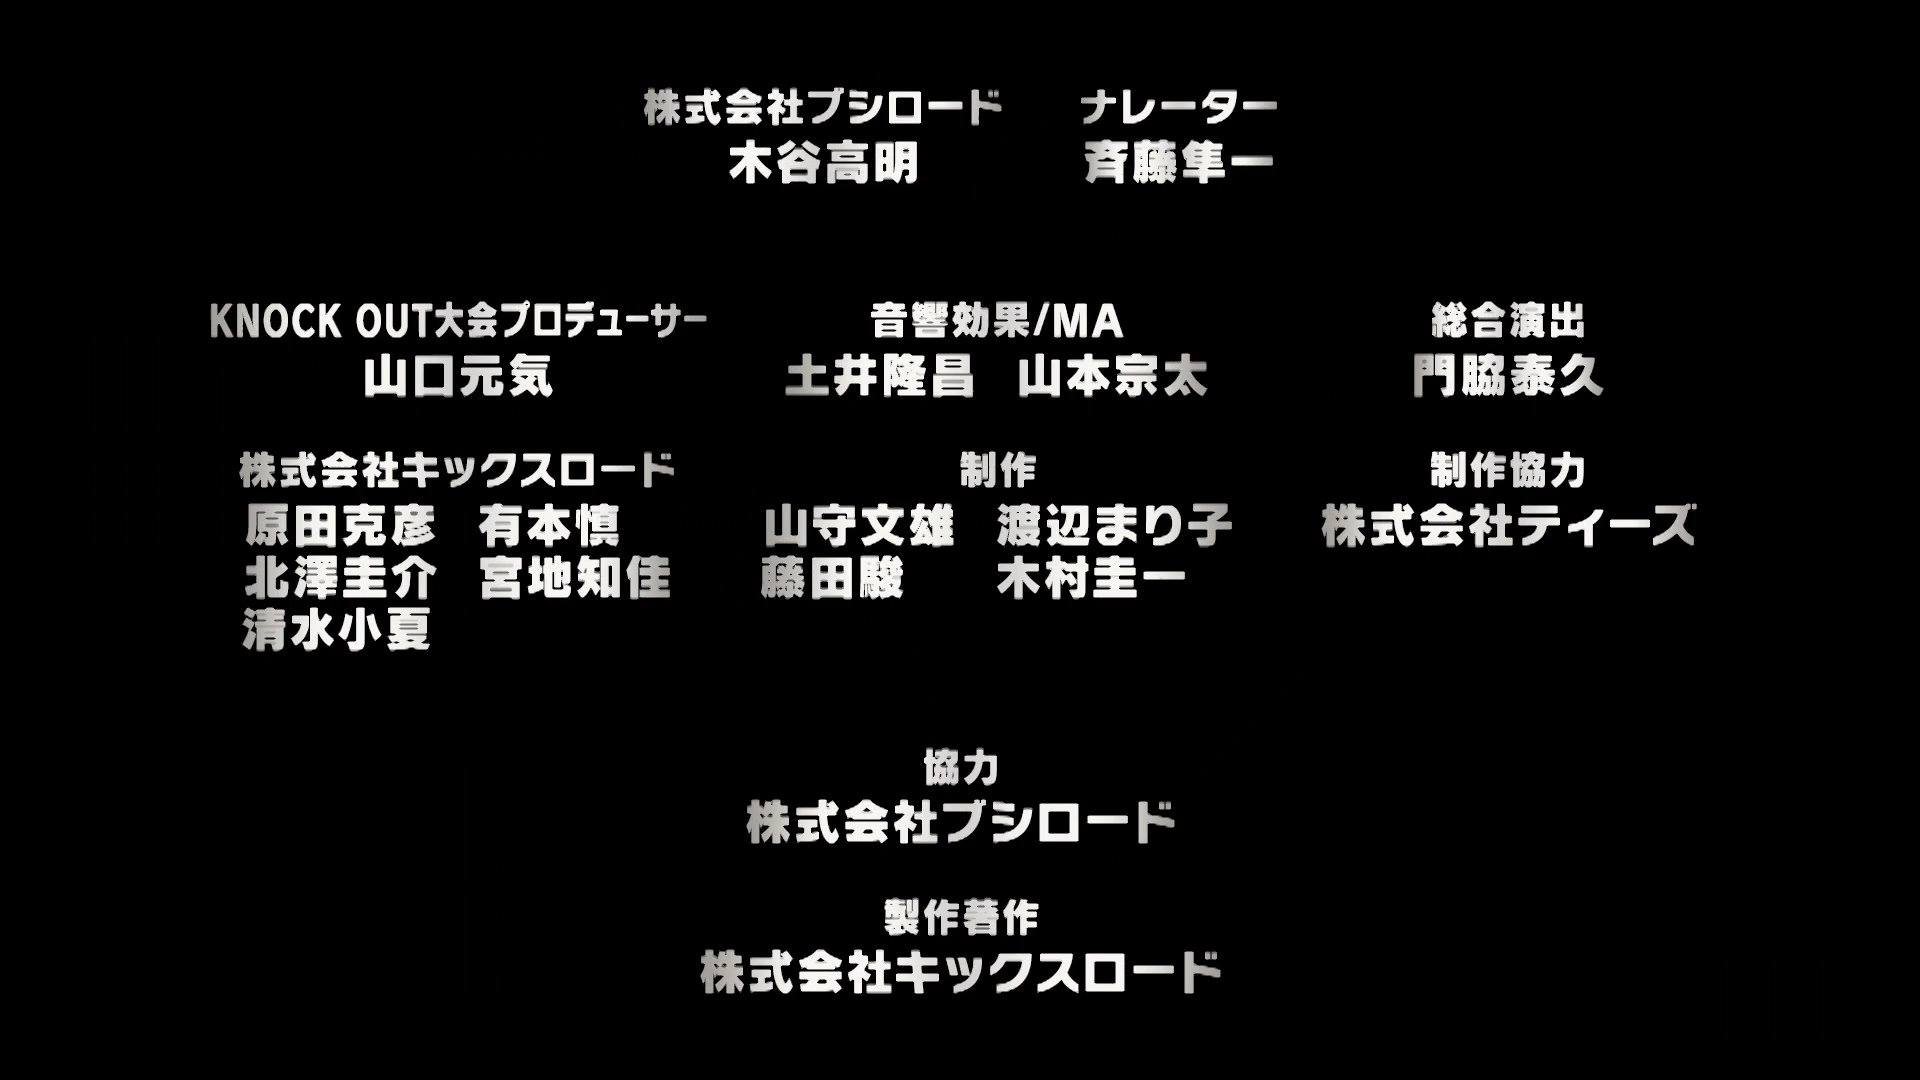 株式会社ブシロード　ナレーター
木谷高明　斉藤隼一
KNOCK OUT大会プロデューサー　音響効果/MA　総合演出
山口元気　土井隆昌　山本宗太　門脇泰久
株式会社キックスロード　制作　制作協力
原田克彦　有本慎　山守文雄　渡辺まり子　株式会社ティーズ
北澤圭介　宮地知佳　藤田駿　木村圭一
清水小夏
協力
株式会社ブシロード
製作著作
株式会社キックスロード